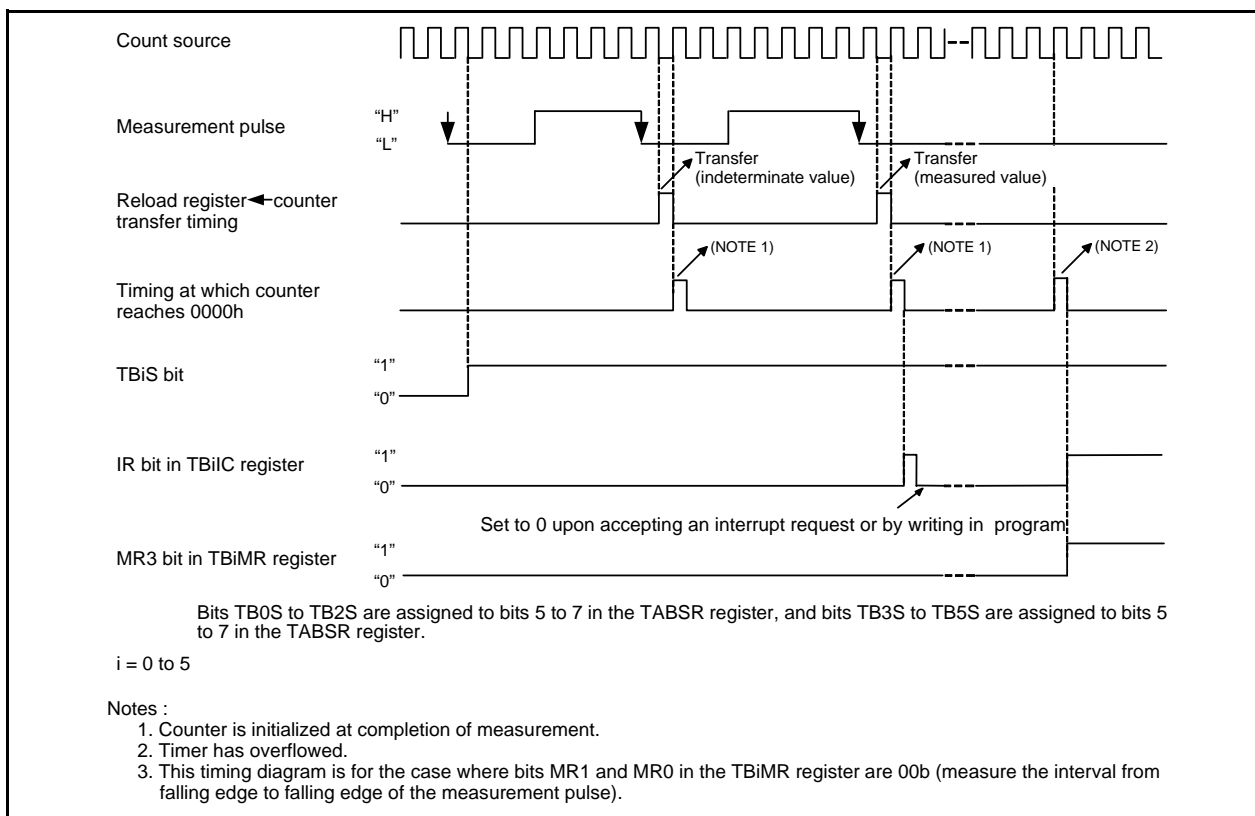 Count source
Measurement pulse
“H”
“L”
Transfer
(indeterminate value)
Transfer
(measured value)
Reload register←counter
transfer timing
(NOTE 1)
(NOTE 1)
(NOTE 2)
Timing at which counter
reaches 0000h
TBiS bit
“1”
“0”
IR bit in TBiIC register
“1”
“0”
Set to 0 upon accepting an interrupt request or by writing in program
MR3 bit in TBiMR register
“1”
“0”
Bits TB0S to TB2S are assigned to bits 5 to 7 in the TABSR register, and bits TB3S to TB5S are assigned to bits 5
to 7 in the TABSR register.
i = 0 to 5
Notes :
1. Counter is initialized at completion of measurement.
2. Timer has overflowed.
3. This timing diagram is for the case where bits MR1 and MR0 in the TBiMR register are 00b (measure the interval from
falling edge to falling edge of the measurement pulse).